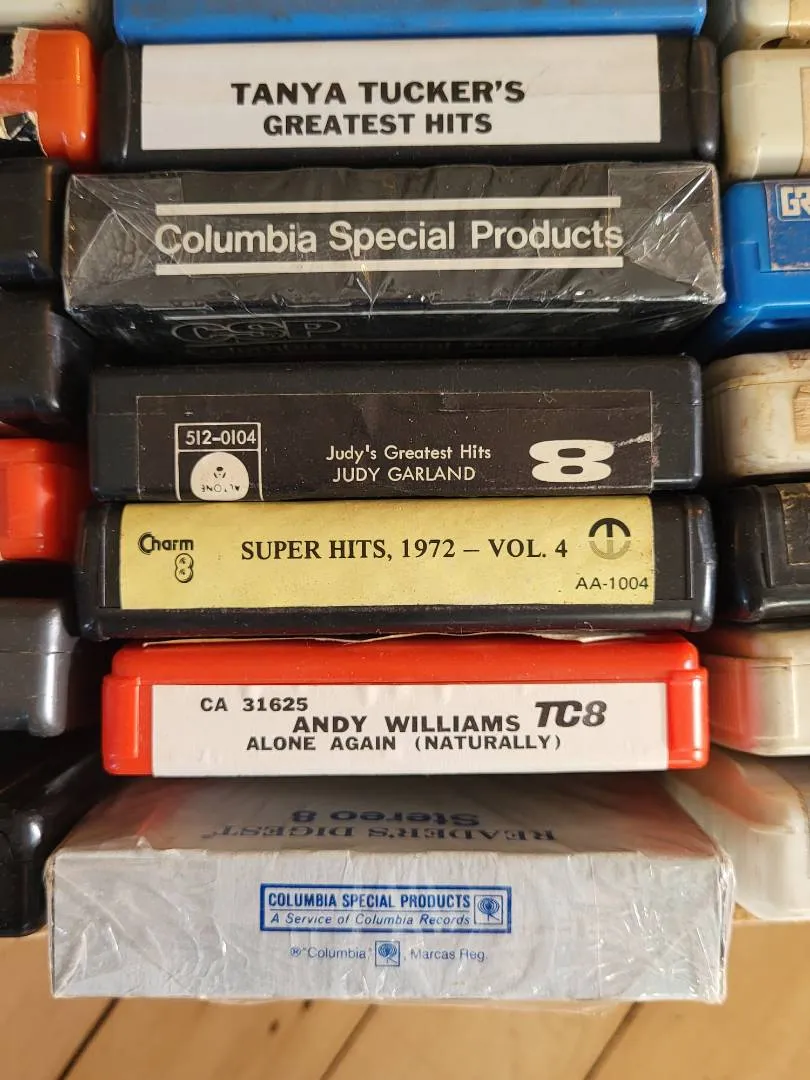 TANYA TUCKER'S
GREATEST HITS
GR
Columbia Special Products
CSP
512-0104
Judy's Greatest Hits
JUDY GARLAND
8
Charm
8
SUPER HITS, 1972 – VOL. 4
AA-1004
CA 31625
ANDY WILLIAMS TC8
ALONE AGAIN (NATURALLY)
Stereo 8
READER'S DIGEST
COLUMBIA SPECIAL PRODUCTS
A Service of Columbia Records
®"Columbia", Marcas Reg.